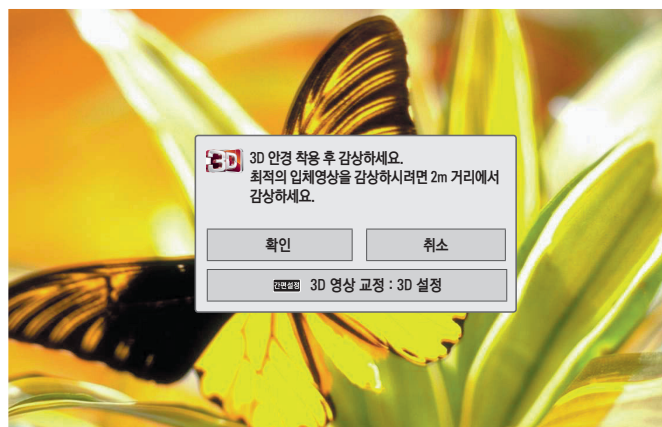 3D 3D 안경 착용 후 감상하세요.
최적의 입체영상을 감상하시려면 2m 거리에서
감상하세요.
확인 취소
간편설정 3D 영상 교정 : 3D 설정